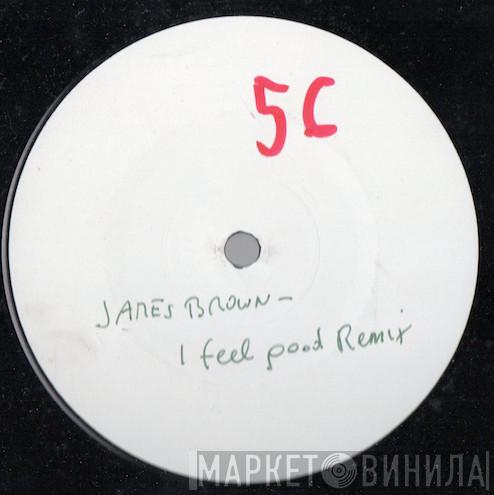 5C
JAMES BROWN –
I feel good Remix
МАРКЕТ ВИНИЛА